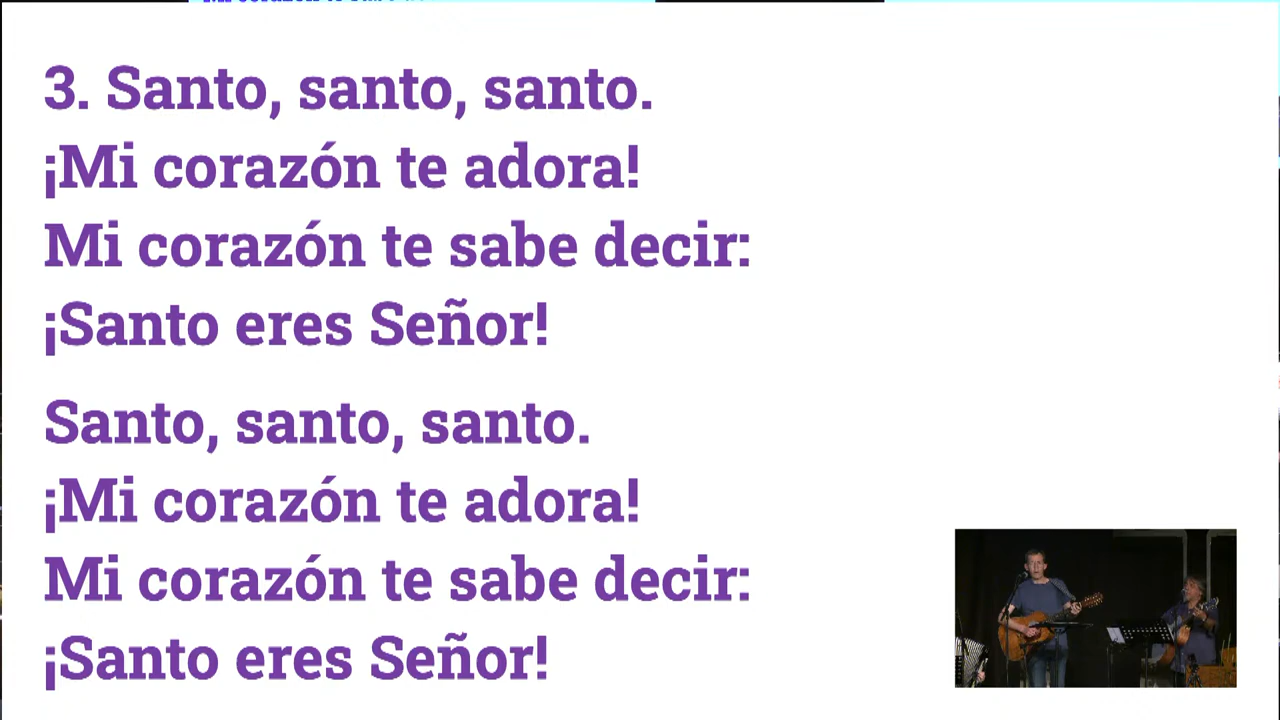 3. Santo, santo, santo.
¡Mi corazón te adora!
Mi corazón te sabe decir:
¡Santo eres Señor!
Santo, santo, santo.
¡Mi corazón te adora!
Mi corazón te sabe decir:
¡Santo eres Señor!